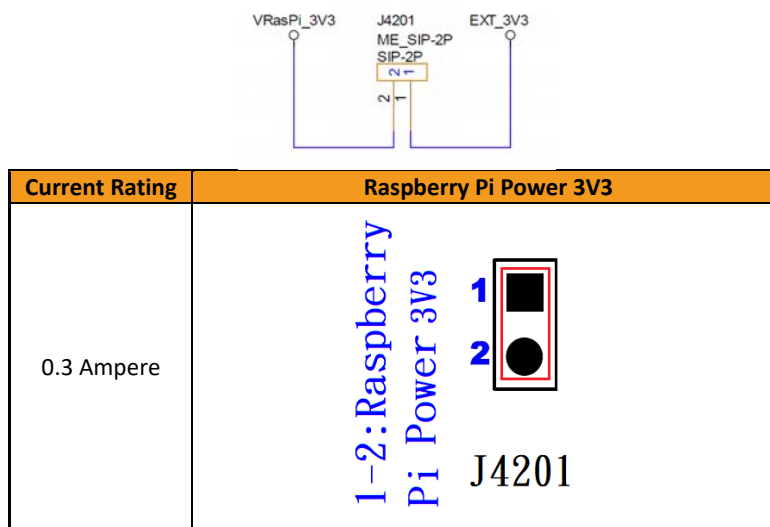 VRasPi_3V3
J4201
EXT_3V3
ME_SIP-2P
SIP-2P
2 1
2 1
Current Rating
Raspberry Pi Power 3V3
0.3 Ampere
1-2:Raspberry
Pi Power 3V3
1
2
J4201